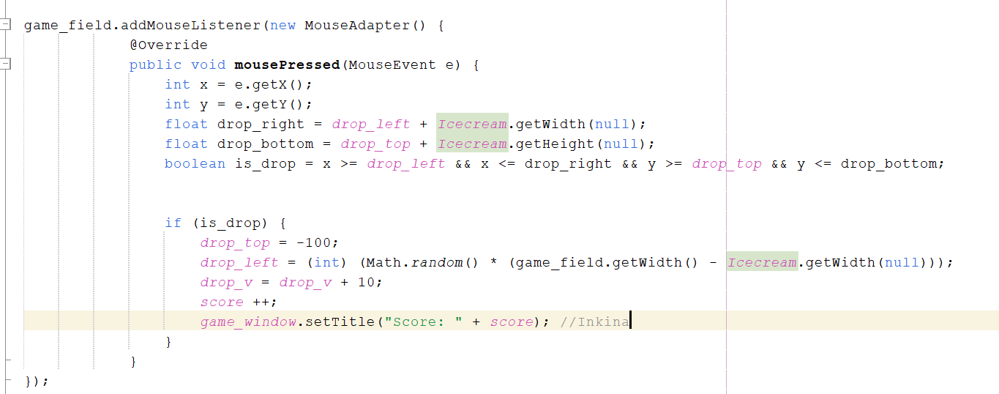 game_field.addMouseListener(new MouseAdapter() {
@Override
public void mousePressed(MouseEvent e) {
int x = e.getX();
int y = e.getY();
float drop_right = drop_left + Icecream.getWidth(null);
float drop_bottom = drop_top + Icecream.getHeight(null);
boolean is_drop = x >= drop_left && x <= drop_right && y >= drop_top && y <= drop_bottom;
if (is_drop) {
drop_top = -100;
drop_left = (int) (Math.random() * (game_field.getWidth() - Icecream.getWidth(null)));
drop_v = drop_v + 10;
score ++;
game_window.setTitle("Score: " + score); //Inkina
}
}
});